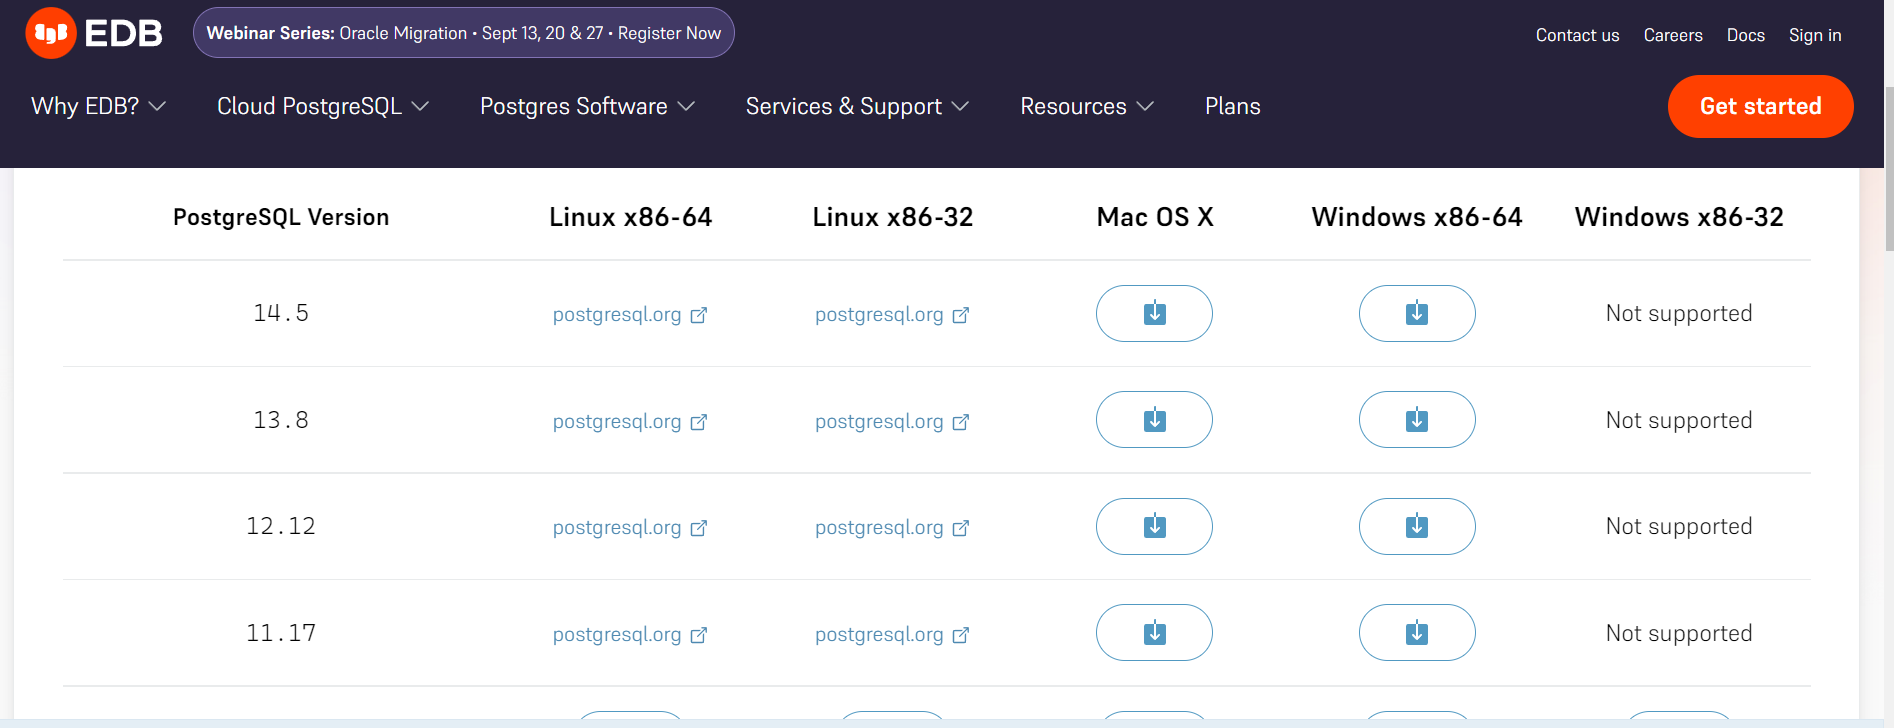 EDB
Webinar Series: Oracle Migration • Sept 13, 20 & 27 • Register Now
Contact us Careers Docs Sign in
Why EDB? Cloud PostgreSQL Postgres Software Services & Support Resources Plans Get started
PostgreSQL Version Linux x86-64 Linux x86-32 Mac OS X Windows x86-64 Windows x86-32
14.5 postgresql.org postgresql.org Not supported
13.8 postgresql.org postgresql.org Not supported
12.12 postgresql.org postgresql.org Not supported
11.17 postgresql.org postgresql.org Not supported